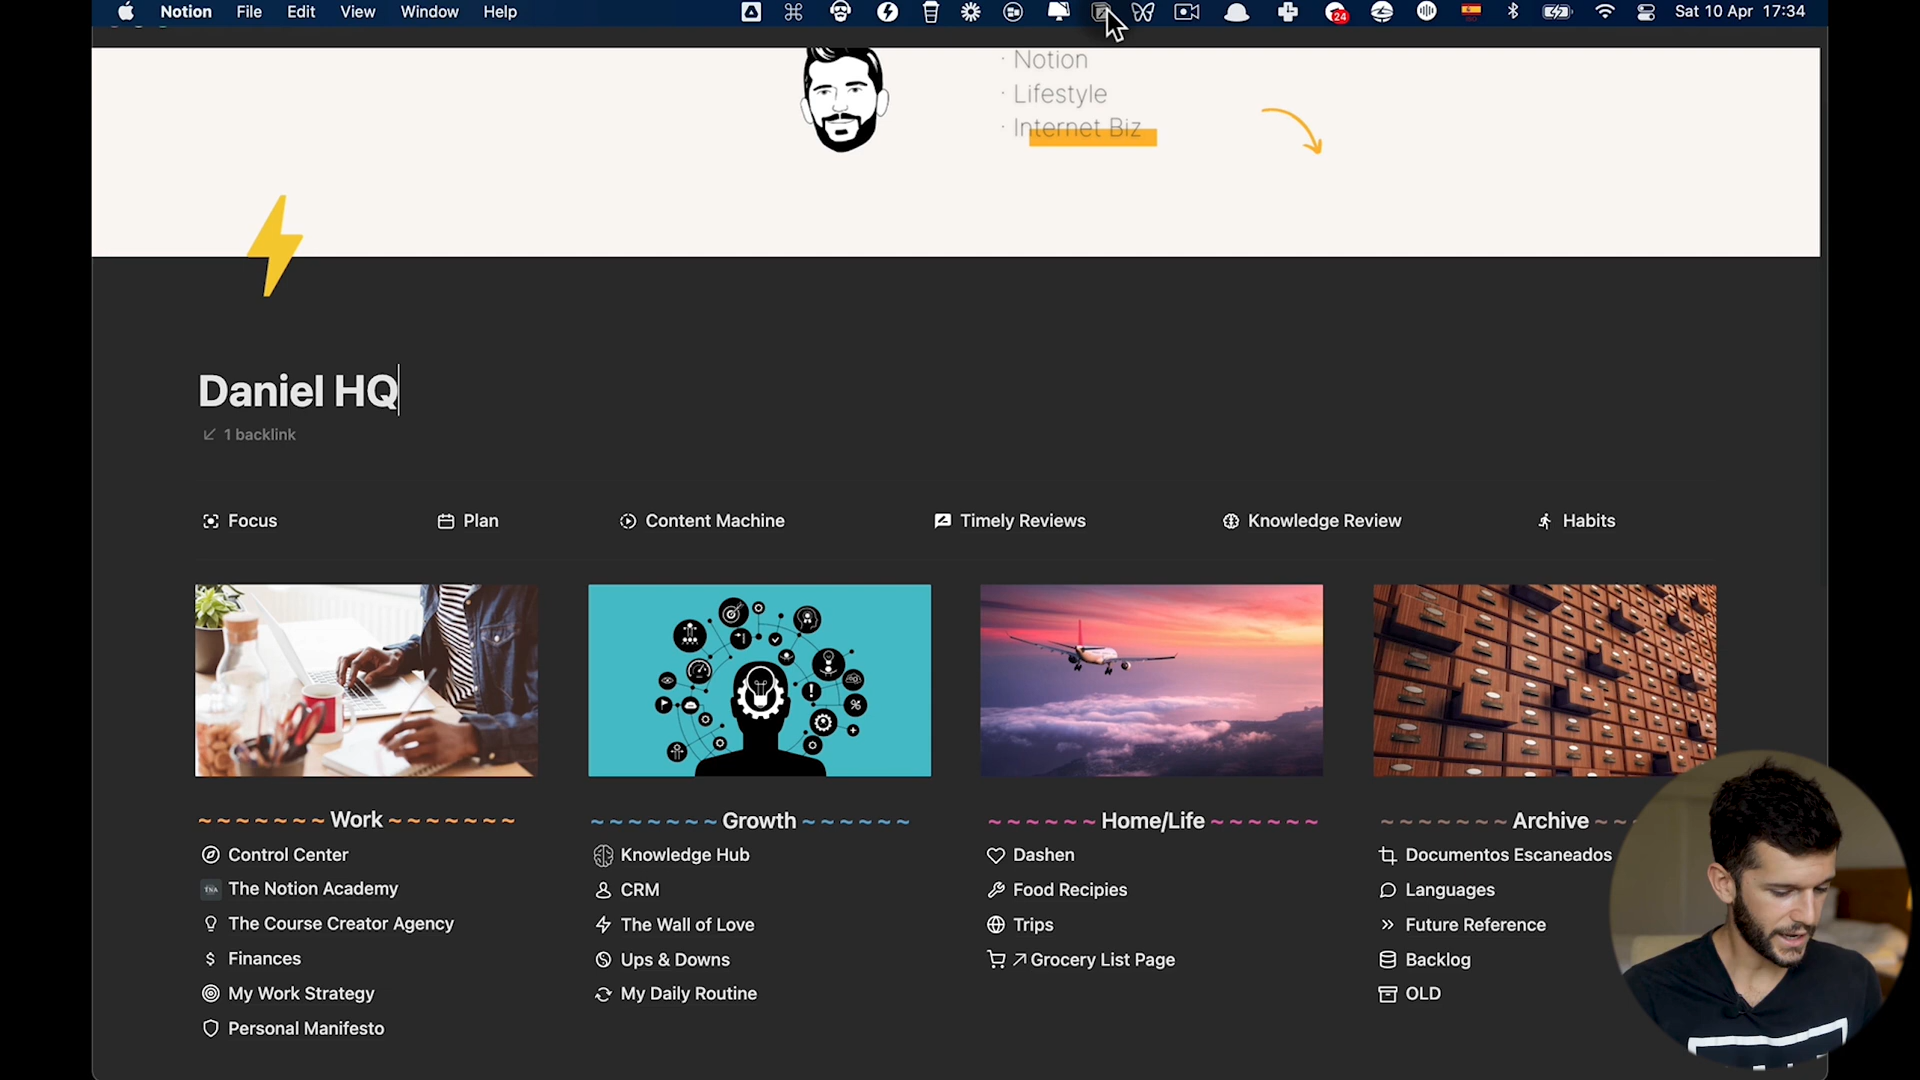 Notion File Edit View Window Help 24 Sat 10 Apr 17:34
· Notion
· Lifestyle
· Internet Biz
Daniel HQ
1 backlink
Focus Plan Content Machine Timely Reviews Knowledge Review Habits
~ ~ ~ ~ ~ ~ ~ Work ~ ~ ~ ~ ~ ~ ~
Control Center
The Notion Academy
The Course Creator Agency
Finances
My Work Strategy
Personal Manifesto
~ ~ ~ ~ ~ ~ ~ Growth ~ ~ ~ ~ ~ ~
Knowledge Hub
CRM
The Wall of Love
Ups & Downs
My Daily Routine
~ ~ ~ ~ ~ ~ Home/Life ~ ~ ~ ~ ~ ~
Dashen
Food Recipies
Trips
Grocery List Page
~ ~ ~ ~ ~ ~ ~ Archive ~ ~
Documentos Escaneados
Languages
Future Reference
Backlog
OLD